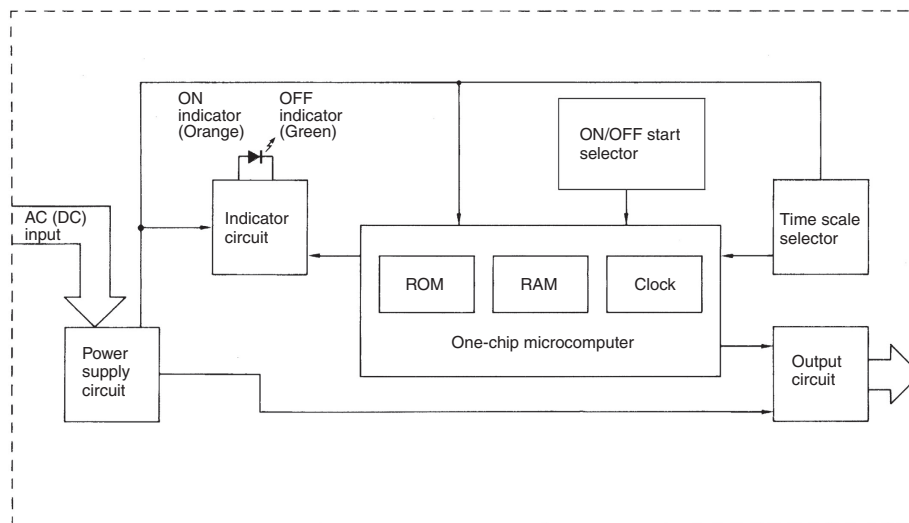 ON
indicator
(Orange)
OFF
indicator
(Green)
ON/OFF start
selector
AC (DC)
input
Indicator
circuit
Time scale
selector
ROM
RAM
Clock
One-chip microcomputer
Power
supply
circuit
Output
circuit